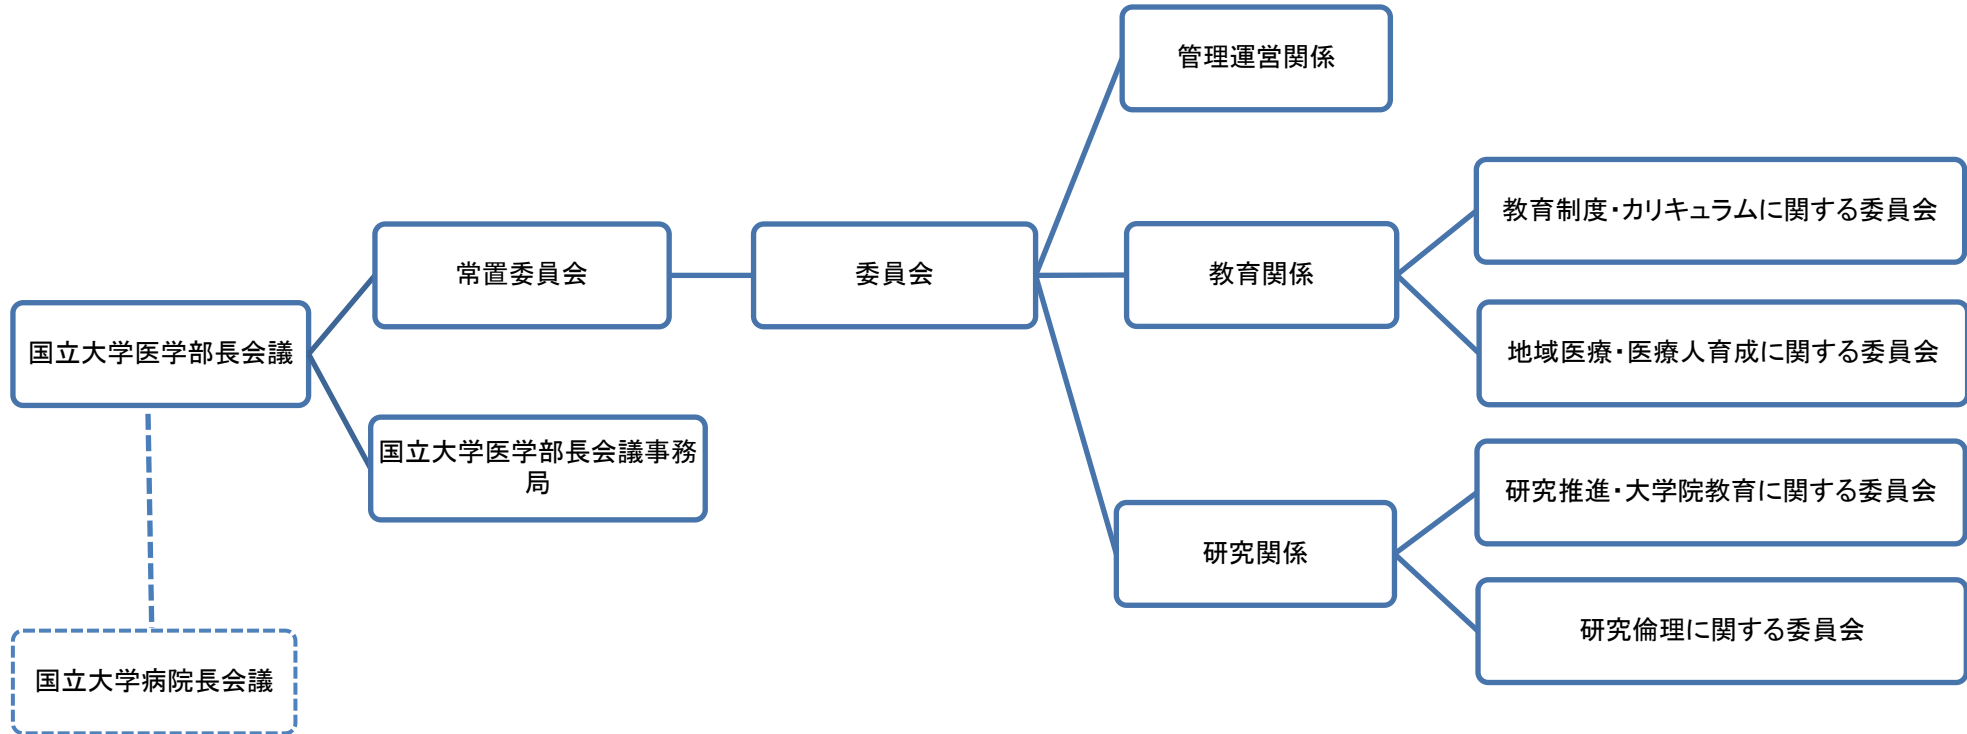 管理運営関係
教育制度・カリキュラムに関する委員会
常置委員会
委員会
教育関係
国立大学医学部長会議
地域医療・医療人育成に関する委員会
国立大学医学部長会議事務
局
研究推進・大学院教育に関する委員会
研究関係
研究倫理に関する委員会
国立大学病院長会議